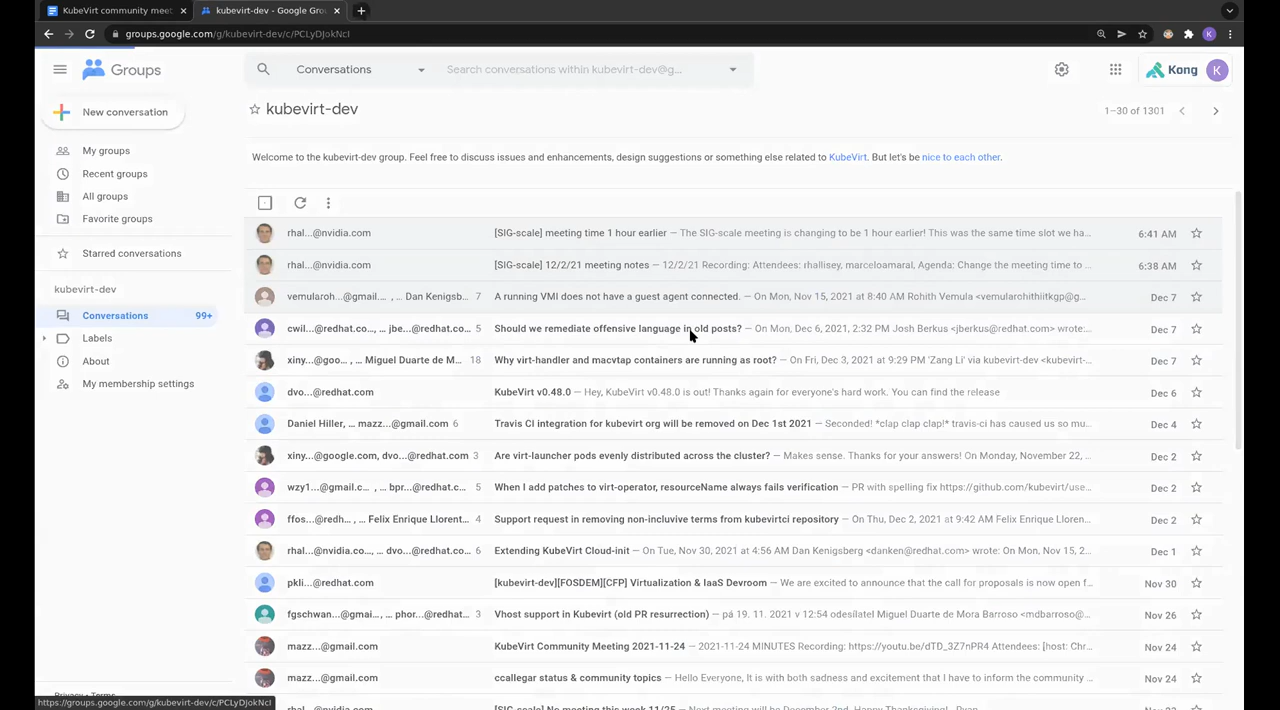 KubeVirt community meet
kubevirt-dev - Google Gro
groups.google.com/g/kubevirt-dev/c/PCLyDJokNcI
K
Groups
Conversations
Search conversations within kubevirt-dev@g...
Kong
K
New conversation
kubevirt-dev
1–30 of 1301
My groups
Recent groups
All groups
Favorite groups
Starred conversations
kubevirt-dev
Conversations 99+
Labels
About
My membership settings
Privacy • Terms
Welcome to the kubevirt-dev group. Feel free to discuss issues and enhancements, design suggestions or something else related to KubeVirt. But let's be nice to each other.
rhal...@nvidia.com [SIG-scale] meeting time 1 hour earlier — The SIG-scale meeting is changing to be 1 hour earlier! This was the same time slot we ha... 6:41 AM
rhal...@nvidia.com [SIG-scale] 12/2/21 meeting notes — 12/2/21 Recording: Attendees: rhallisey, marceloamaral, Agenda: Change the meeting time to ... 6:38 AM
vemularoh...@gmail.... , ... Dan Kenigsb... 7 A running VMI does not have a guest agent connected. — On Mon, Nov 15, 2021 at 8:40 AM Rohith Vemula <vemularohithiitkgp@g... Dec 7
cwil...@redhat.co..., ... jbe...@redhat.co... 5 Should we remediate offensive language in old posts? — On Mon, Dec 6, 2021, 2:32 PM Josh Berkus <jberkus@redhat.com> wrote:... Dec 7
xiny...@goo... , ... Miguel Duarte de M... 18 Why virt-handler and macvtap containers are running as root? — On Fri, Dec 3, 2021 at 9:29 PM 'Zang Li' via kubevirt-dev <kubevirt-... Dec 7
dvo...@redhat.com KubeVirt v0.48.0 — Hey, KubeVirt v0.48.0 is out! Thanks again for everyone's hard work. You can find the release Dec 6
Daniel Hiller, ... mazz...@gmail.com 6 Travis CI integration for kubevirt org will be removed on Dec 1st 2021 — Seconded! *clap clap clap!* travis-ci has caused us so mu... Dec 4
xiny...@google.com, dvo...@redhat.com 3 Are virt-launcher pods evenly distributed across the cluster? — Makes sense. Thanks for your answers! On Monday, November 22, ... Dec 2
wzy1...@gmail.c... , ... bpr...@redhat.c... 5 When I add patches to virt-operator, resourceName always fails verification — PR with spelling fix https://github.com/kubevirt/use... Dec 2
ffos...@redh... , ... Felix Enrique Llorent... 4 Support request in removing non-incluvive terms from kubevirtci repository — On Thu, Dec 2, 2021 at 9:42 AM Felix Enrique Lloren... Dec 2
rhal...@nvidia.co..., ... dvo...@redhat.co... 6 Extending KubeVirt Cloud-init — On Tue, Nov 30, 2021 at 4:56 AM Dan Kenigsberg <danken@redhat.com> wrote: On Mon, Nov 15, 2... Dec 1
pkli...@redhat.com [kubevirt-dev][FOSDEM][CFP] Virtualization & IaaS Devroom — We are excited to announce that the call for proposals is now open f... Nov 30
fgschwan...@gmai..., ... phor...@redhat... 3 Vhost support in Kubevirt (old PR resurrection) — pá 19. 11. 2021 v 12:54 odesílatel Miguel Duarte de Mora Barroso <mdbarroso@... Nov 26
mazz...@gmail.com KubeVirt Community Meeting 2021-11-24 — 2021-11-24 MINUTES Recording: https://youtu.be/dTD_3Z7nPR4 Attendees: [host: Chr... Nov 24
mazz...@gmail.com ccallegar status & community topics — Hello Everyone, It is with both sadness and excitement that I have to inform the community ... Nov 24
https://groups.google.com/g/kubevirt-dev/c/PCLyDJokNcI